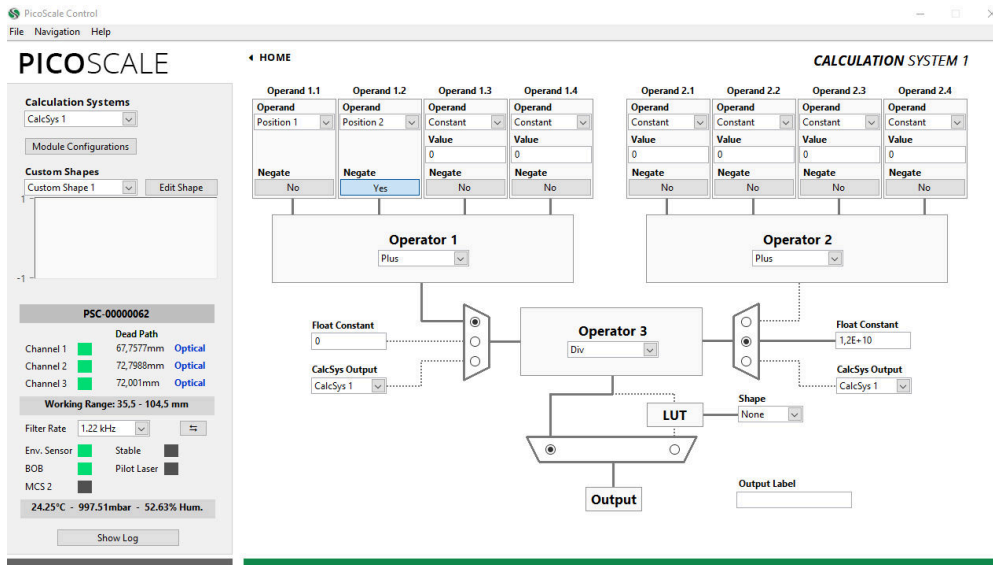 PicoScale Control
File Navigation Help
PICOSCALE
HOME
CALCULATION SYSTEM 1
Calculation Systems
CalcSys 1
Module Configurations
Custom Shapes
Custom Shape 1 Edit Shape
1
-1
PSC-00000062
Dead Path
Channel 1 67,7577mm Optical
Channel 2 72,7988mm Optical
Channel 3 72,001mm Optical
Working Range: 35,5 - 104,5 mm
Filter Rate 1.22 kHz
Env. Sensor Stable
BOB Pilot Laser
MCS 2
24.25°C - 997.51mbar - 52.63% Hum.
Show Log
Operand 1.1 Operand 1.2 Operand 1.3 Operand 1.4 Operand 2.1 Operand 2.2 Operand 2.3 Operand 2.4
Operand Operand Operand Operand Operand Operand Operand Operand
Position 1 Position 2 Constant Constant Constant Constant Constant Constant
Value Value Value Value Value Value
0 0 0 0 0 0
Negate Negate Negate Negate Negate Negate Negate Negate
No Yes No No No No No No
Operator 1 Operator 2
Plus Plus
Float Constant
0
CalcSys Output
CalcSys 1
Operator 3
Div
Float Constant
1,2E+10
CalcSys Output
CalcSys 1
LUT
Shape
None
Output
Output Label